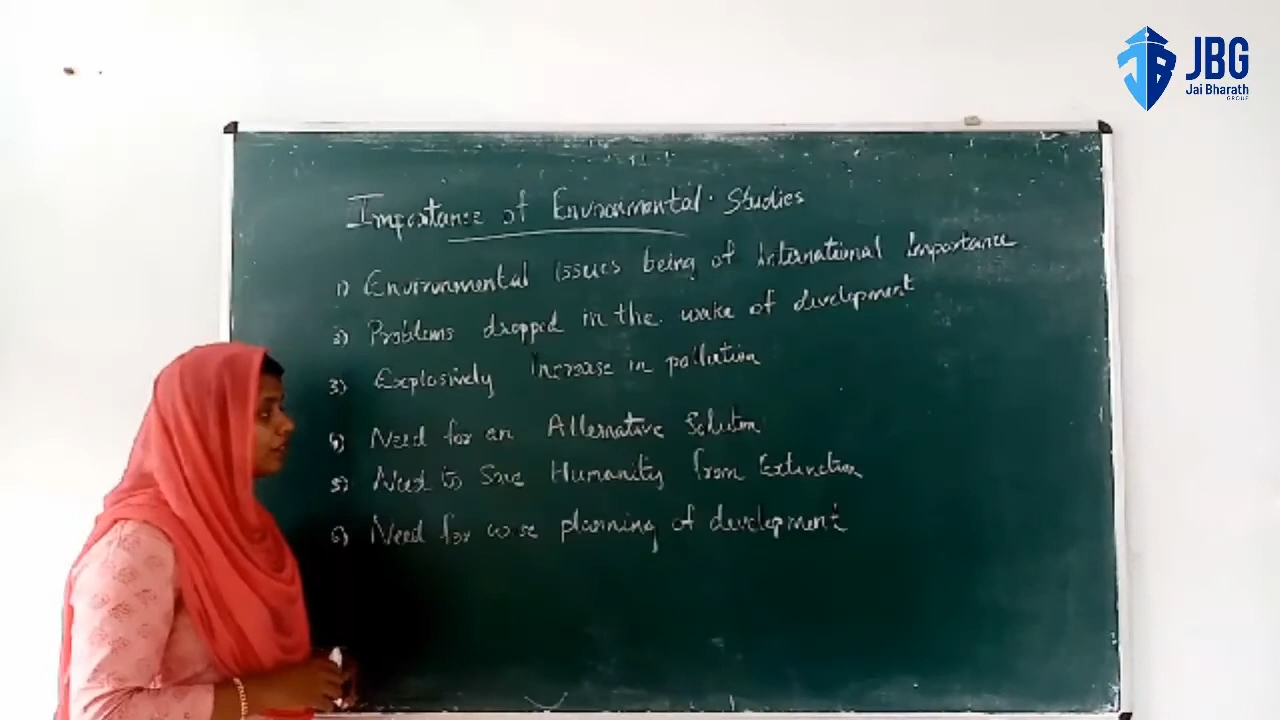 JBG
Jai Bharath
GROUP
Importance of Environmental. Studies
1) Environmental issues being of International Importance
2) Problems dropped in the wake of development
3) Explosively Increase in pollution
4) Need for an Alternative Solution
5) Need to Save Humanity from Extinction
6) Need for wise planning of development